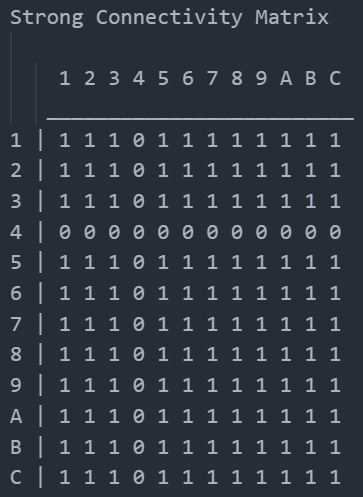 Strong Connectivity Matrix
1 2 3 4 5 6 7 8 9 A B C
_________________________
1 | 1 1 1 0 1 1 1 1 1 1 1 1
2 | 1 1 1 0 1 1 1 1 1 1 1 1
3 | 1 1 1 0 1 1 1 1 1 1 1 1
4 | 0 0 0 0 0 0 0 0 0 0 0 0
5 | 1 1 1 0 1 1 1 1 1 1 1 1
6 | 1 1 1 0 1 1 1 1 1 1 1 1
7 | 1 1 1 0 1 1 1 1 1 1 1 1
8 | 1 1 1 0 1 1 1 1 1 1 1 1
9 | 1 1 1 0 1 1 1 1 1 1 1 1
A | 1 1 1 0 1 1 1 1 1 1 1 1
B | 1 1 1 0 1 1 1 1 1 1 1 1
C | 1 1 1 0 1 1 1 1 1 1 1 1